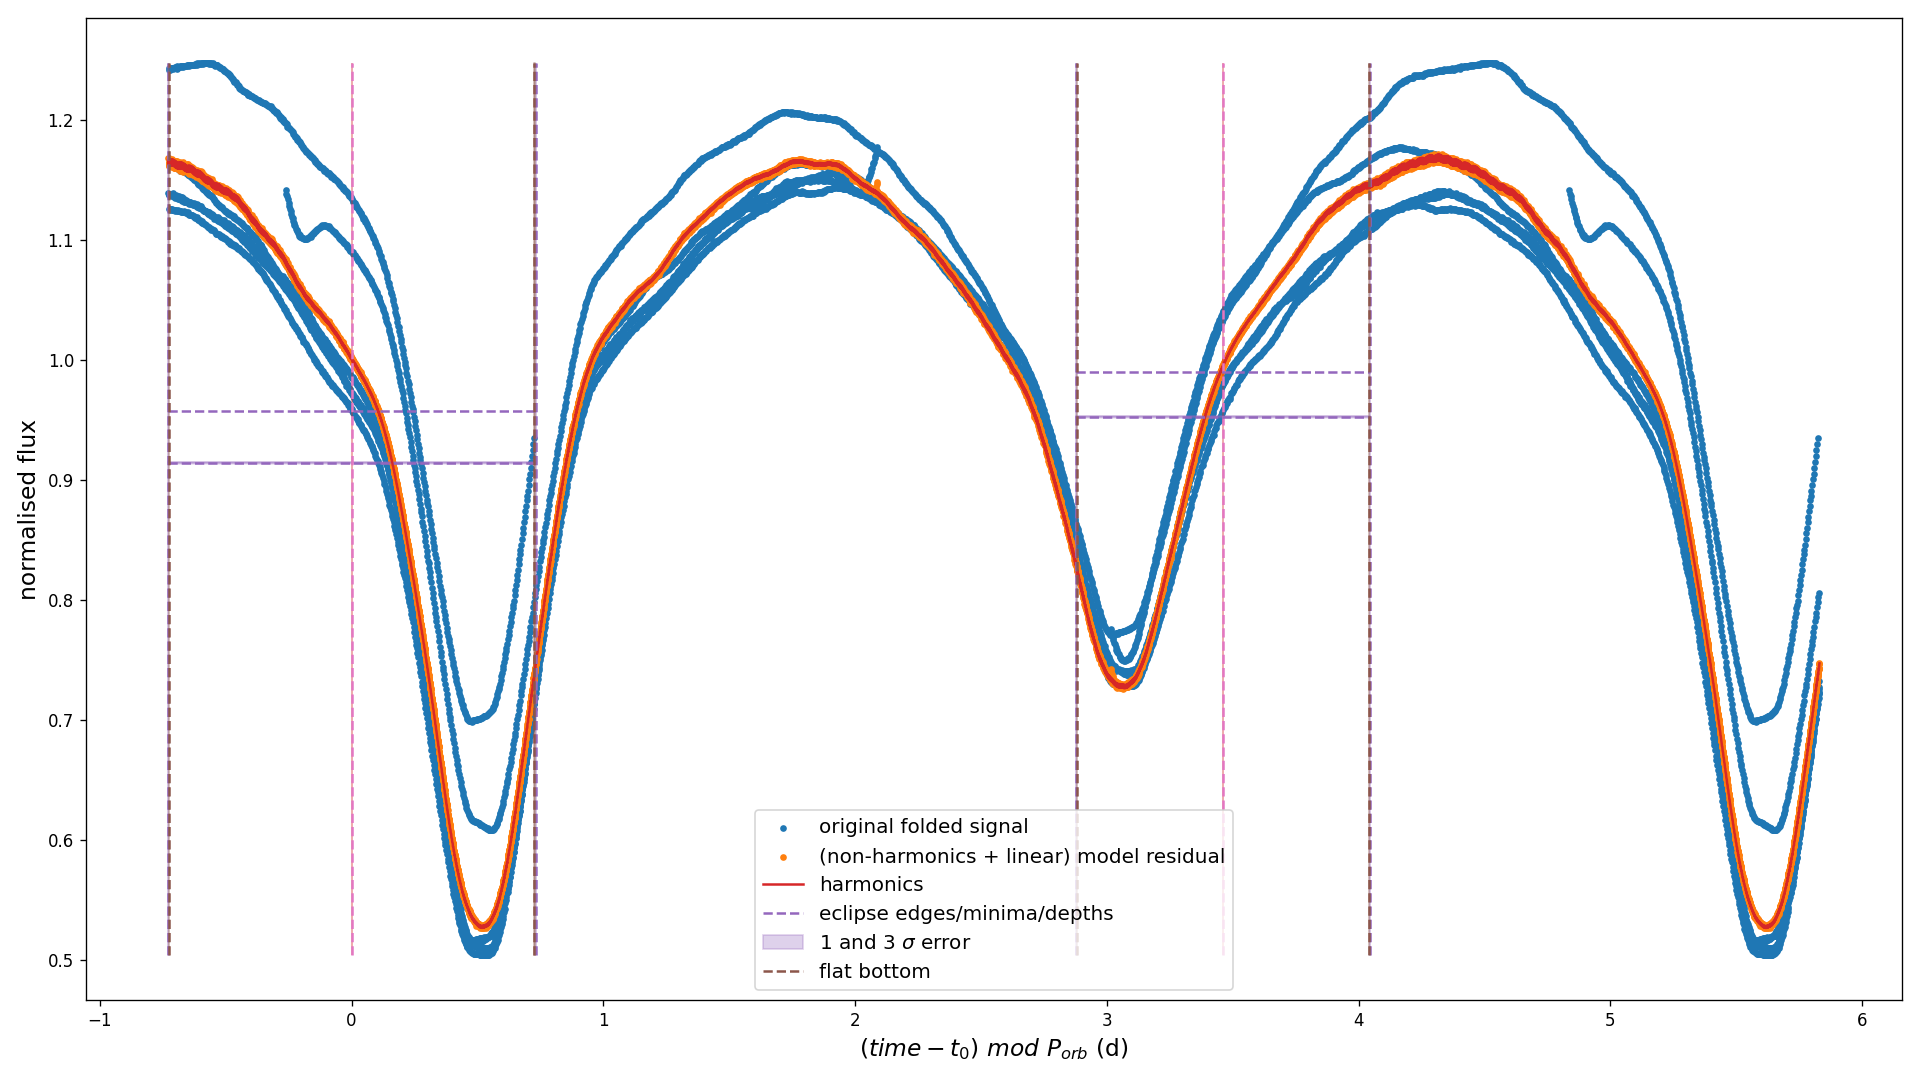 normalised flux
1.2
1.1
1.0
0.9
0.8
0.7
0.6
0.5
original folded signal
(non-harmonics + linear) model residual
harmonics
eclipse edges/minima/depths
1 and 3 σ error
flat bottom
−1 0 1 2 3 4 5 6
(time − t₀) mod Pₒᵣb (d)